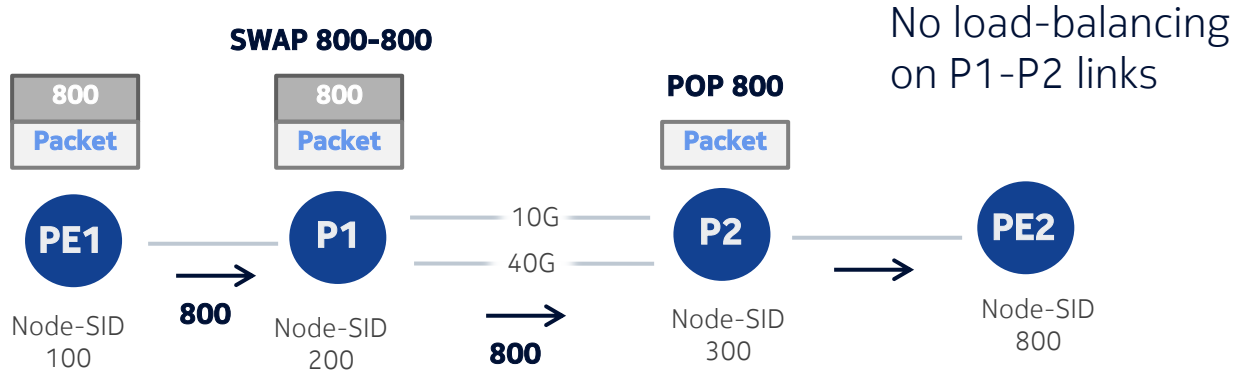 No load-balancing
on P1-P2 links
SWAP 800-800
POP 800
800
Packet
800
Packet
Packet
PE1
P1
10G
40G
P2
PE2
800
800
Node-SID
100
Node-SID
200
Node-SID
300
Node-SID
800